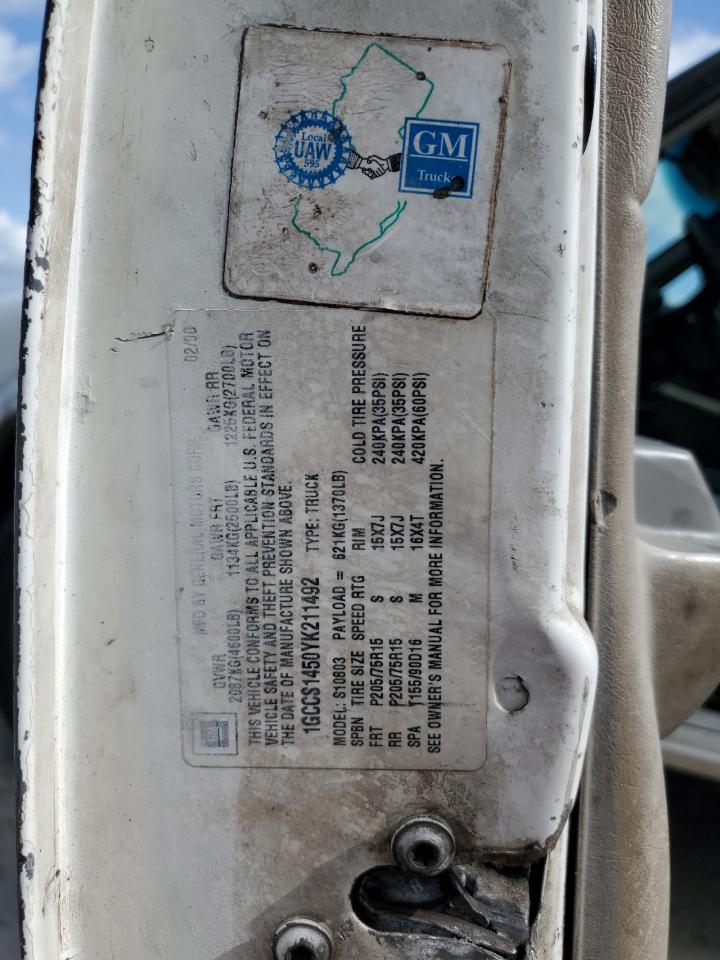 Local
UAW
595
GM
Truck
MFD BY GENERAL MOTORS CORP 02/00
GVWR GAWR FRT GAWR RR
2087KG(4600LB) 1134KG(2500LB) 1225KG(2700LB)
THIS VEHICLE CONFORMS TO ALL APPLICABLE U.S. FEDERAL MOTOR
VEHICLE SAFETY AND THEFT PREVENTION STANDARDS IN EFFECT ON
THE DATE OF MANUFACTURE SHOWN ABOVE.
1GCCS1450YK211492 TYPE: TRUCK
MODEL: S10803 PAYLOAD = 621KG(1370LB)
SPBN TIRE SIZE SPEED RTG RIM COLD TIRE PRESSURE
FRT P205/75R15 S 15X7J 240KPA(35PSI)
RR P205/75R15 S 15X7J 240KPA(35PSI)
SPA T155/90D16 M 16X4T 420KPA(60PSI)
SEE OWNER'S MANUAL FOR MORE INFORMATION.